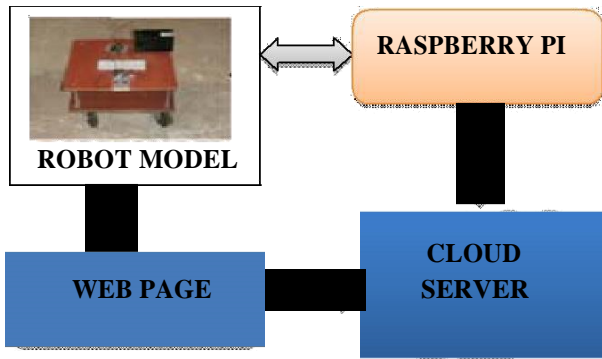 RASPBERRY PI
ROBOT MODEL
WEB PAGE
CLOUD
SERVER